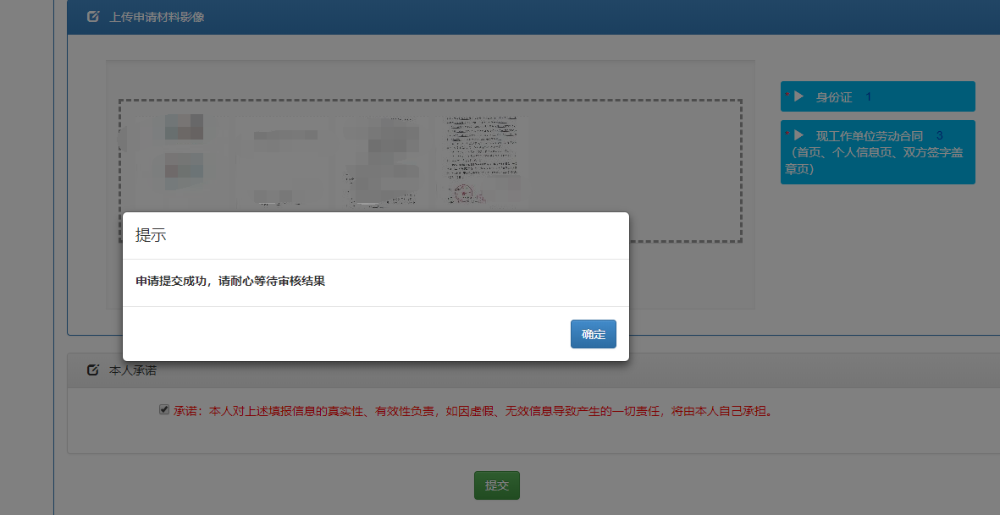 上传申请材料影像
* 身份证 1
* 现工作单位劳动合同 3
（首页、个人信息页、双方签字盖
章页）
提示
申请提交成功，请耐心等待审核结果
确定
本人承诺
承诺：本人对上述填报信息的真实性、有效性负责，如因虚假、无效信息导致产生的一切责任，将由本人自己承担。
提交